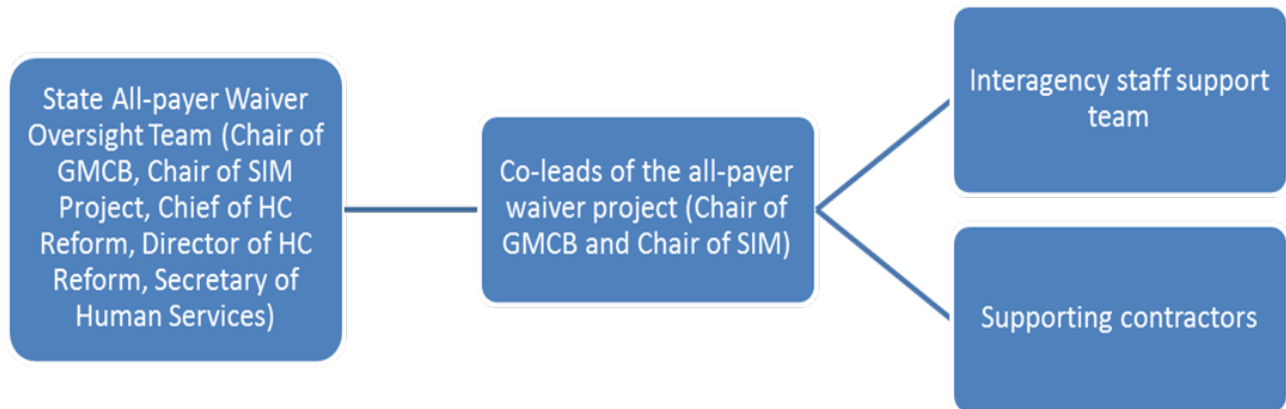 State All-payer Waiver
Oversight Team (Chair of
GMCB, Chair of SIM
Project, Chief of HC
Reform, Director of HC
Reform, Secretary of
Human Services)
Co-leads of the all-payer
waiver project (Chair of
GMCB and Chair of SIM)
Interagency staff support
team
Supporting contractors